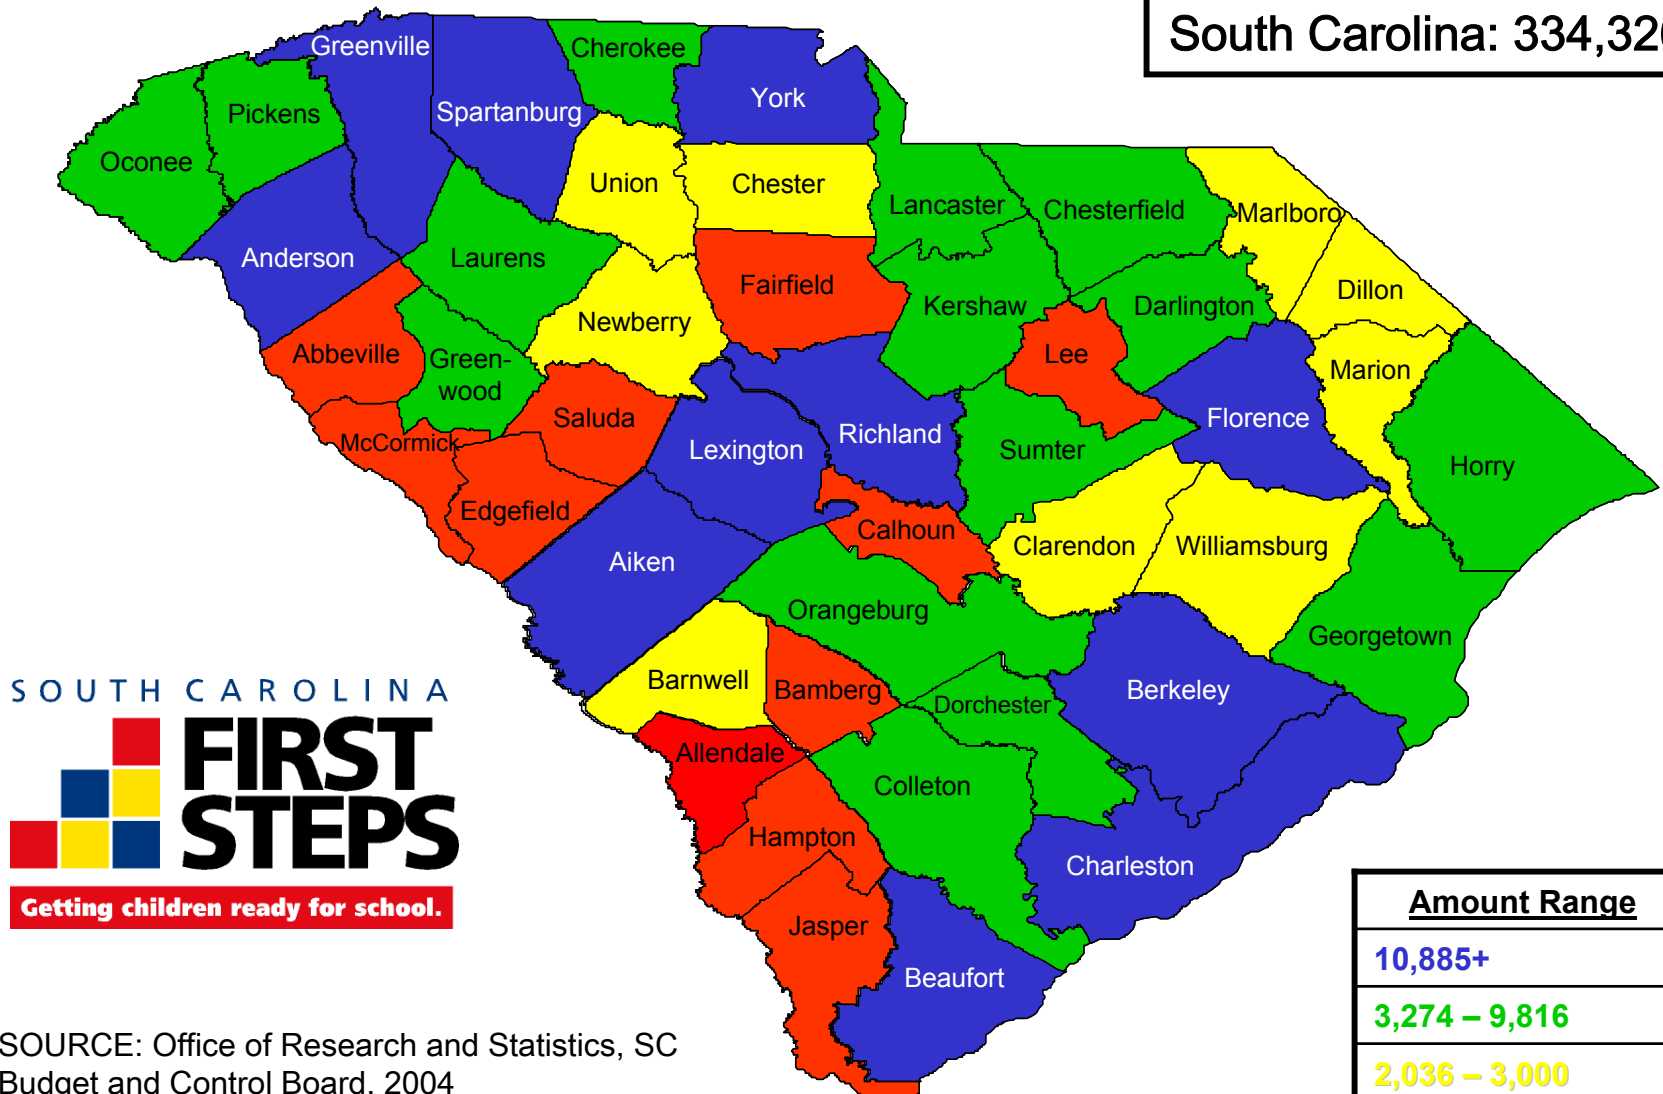 South Carolina: 334,32
Greenville
Cherokee
York
Spartanburg
Pickens
Oconee
Union
Chester
Lancaster
Chesterfield
Marlboro
Anderson
Laurens
Fairfield
Kershaw
Darlington
Dillon
Newberry
Abbeville
Green-
wood
Lee
Marion
Saluda
McCormick
Lexington
Richland
Sumter
Florence
Horry
Edgefield
Calhoun
Clarendon
Williamsburg
Aiken
Orangeburg
Georgetown
Barnwell
Bamberg
Dorchester
Berkeley
Allendale
Colleton
Hampton
Charleston
Jasper
Beaufort
SOUTH CAROLINA
FIRST
STEPS
Getting children ready for school.
Amount Range
10,885+
3,274 – 9,816
2,036 – 3,000
SOURCE: Office of Research and Statistics, SC
Budget and Control Board, 2004